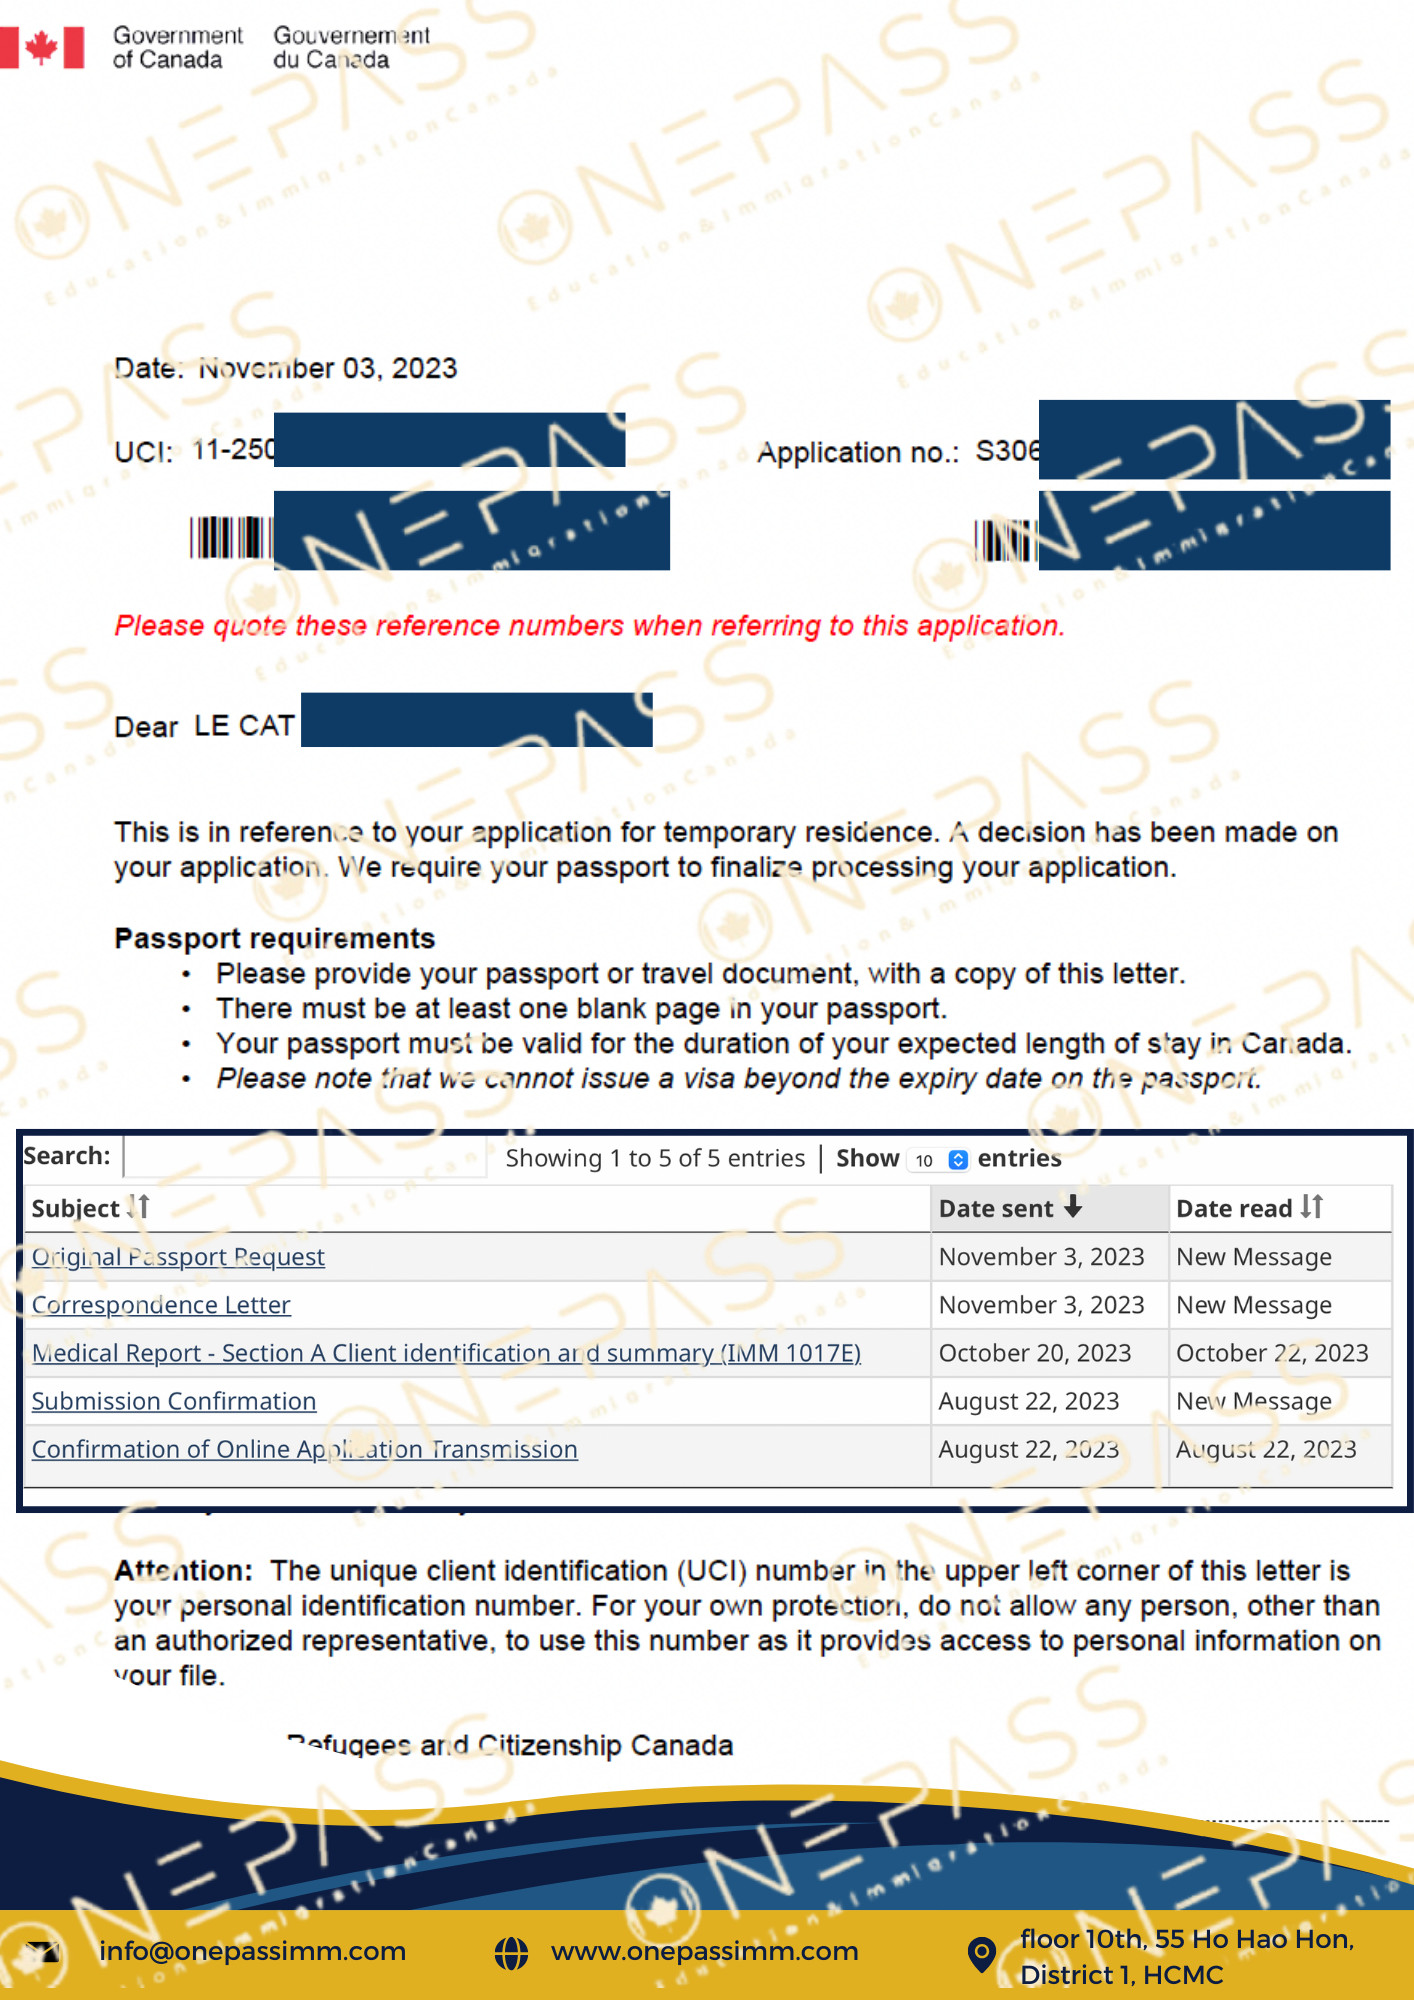 Government of Canada
Gouvernement du Canada
Date: November 03, 2023
UCI: 11-250
Application no.: S306
Please quote these reference numbers when referring to this application.
Dear LE CAT
This is in reference to your application for temporary residence. A decision has been made on
your application. We require your passport to finalize processing your application.
Passport requirements
• Please provide your passport or travel document, with a copy of this letter.
• There must be at least one blank page in your passport.
• Your passport must be valid for the duration of your expected length of stay in Canada.
• Please note that we cannot issue a visa beyond the expiry date on the passport.
Search: Showing 1 to 5 of 5 entries | Show 10 entries
Subject Date sent Date read
Original Passport Request November 3, 2023 New Message
Correspondence Letter November 3, 2023 New Message
Medical Report - Section A Client identification and summary (IMM 1017E) October 20, 2023 October 22, 2023
Submission Confirmation August 22, 2023 New Message
Confirmation of Online Application Transmission August 22, 2023 August 22, 2023
Attention: The unique client identification (UCI) number in the upper left corner of this letter is
your personal identification number. For your own protection, do not allow any person, other than
an authorized representative, to use this number as it provides access to personal information on
your file.
Refugees and Citizenship Canada
ONEPASS
Education & Immigration Canada
info@onepassimm.com
www.onepassimm.com
floor 10th, 55 Ho Hao Hon,
District 1, HCMC